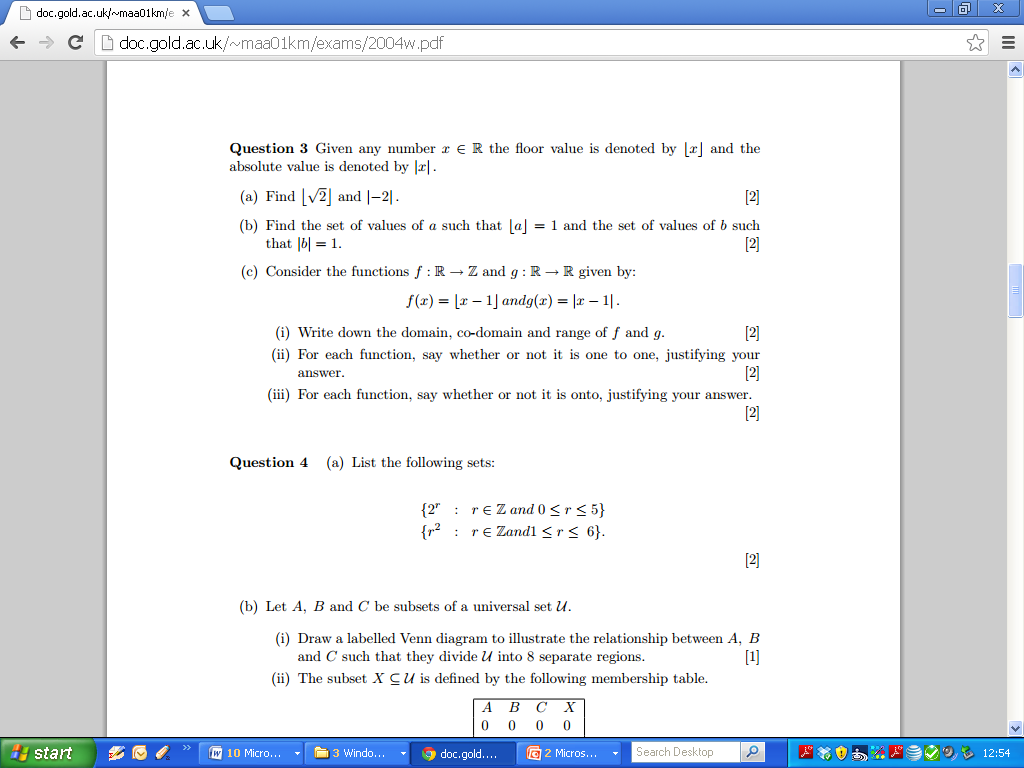 doc.gold.ac.uk/~maa01km/e
doc.gold.ac.uk/~maa01km/exams/2004w.pdf
Question 3 Given any number x ∈ ℝ the floor value is denoted by ⌊x⌋ and the
absolute value is denoted by |x|.
(a) Find ⌊√2⌋ and |−2|. [2]
(b) Find the set of values of a such that ⌊a⌋ = 1 and the set of values of b such
that |b| = 1. [2]
(c) Consider the functions f : ℝ → ℤ and g : ℝ → ℝ given by:
f(x) = ⌊x − 1⌋ andg(x) = |x − 1|.
(i) Write down the domain, co-domain and range of f and g. [2]
(ii) For each function, say whether or not it is one to one, justifying your
answer. [2]
(iii) For each function, say whether or not it is onto, justifying your answer.
[2]
Question 4 (a) List the following sets:
{2^r : r ∈ ℤ and 0 ≤ r ≤ 5}
{r² : r ∈ ℤand1 ≤ r ≤ 6}.
[2]
(b) Let A, B and C be subsets of a universal set 𝒰.
(i) Draw a labelled Venn diagram to illustrate the relationship between A, B
and C such that they divide 𝒰 into 8 separate regions. [1]
(ii) The subset X ⊆ 𝒰 is defined by the following membership table.
A B C X
0 0 0 0
start 10 Micro... 3 Windo... doc.gold.... 2 Micros... Search Desktop 12:54